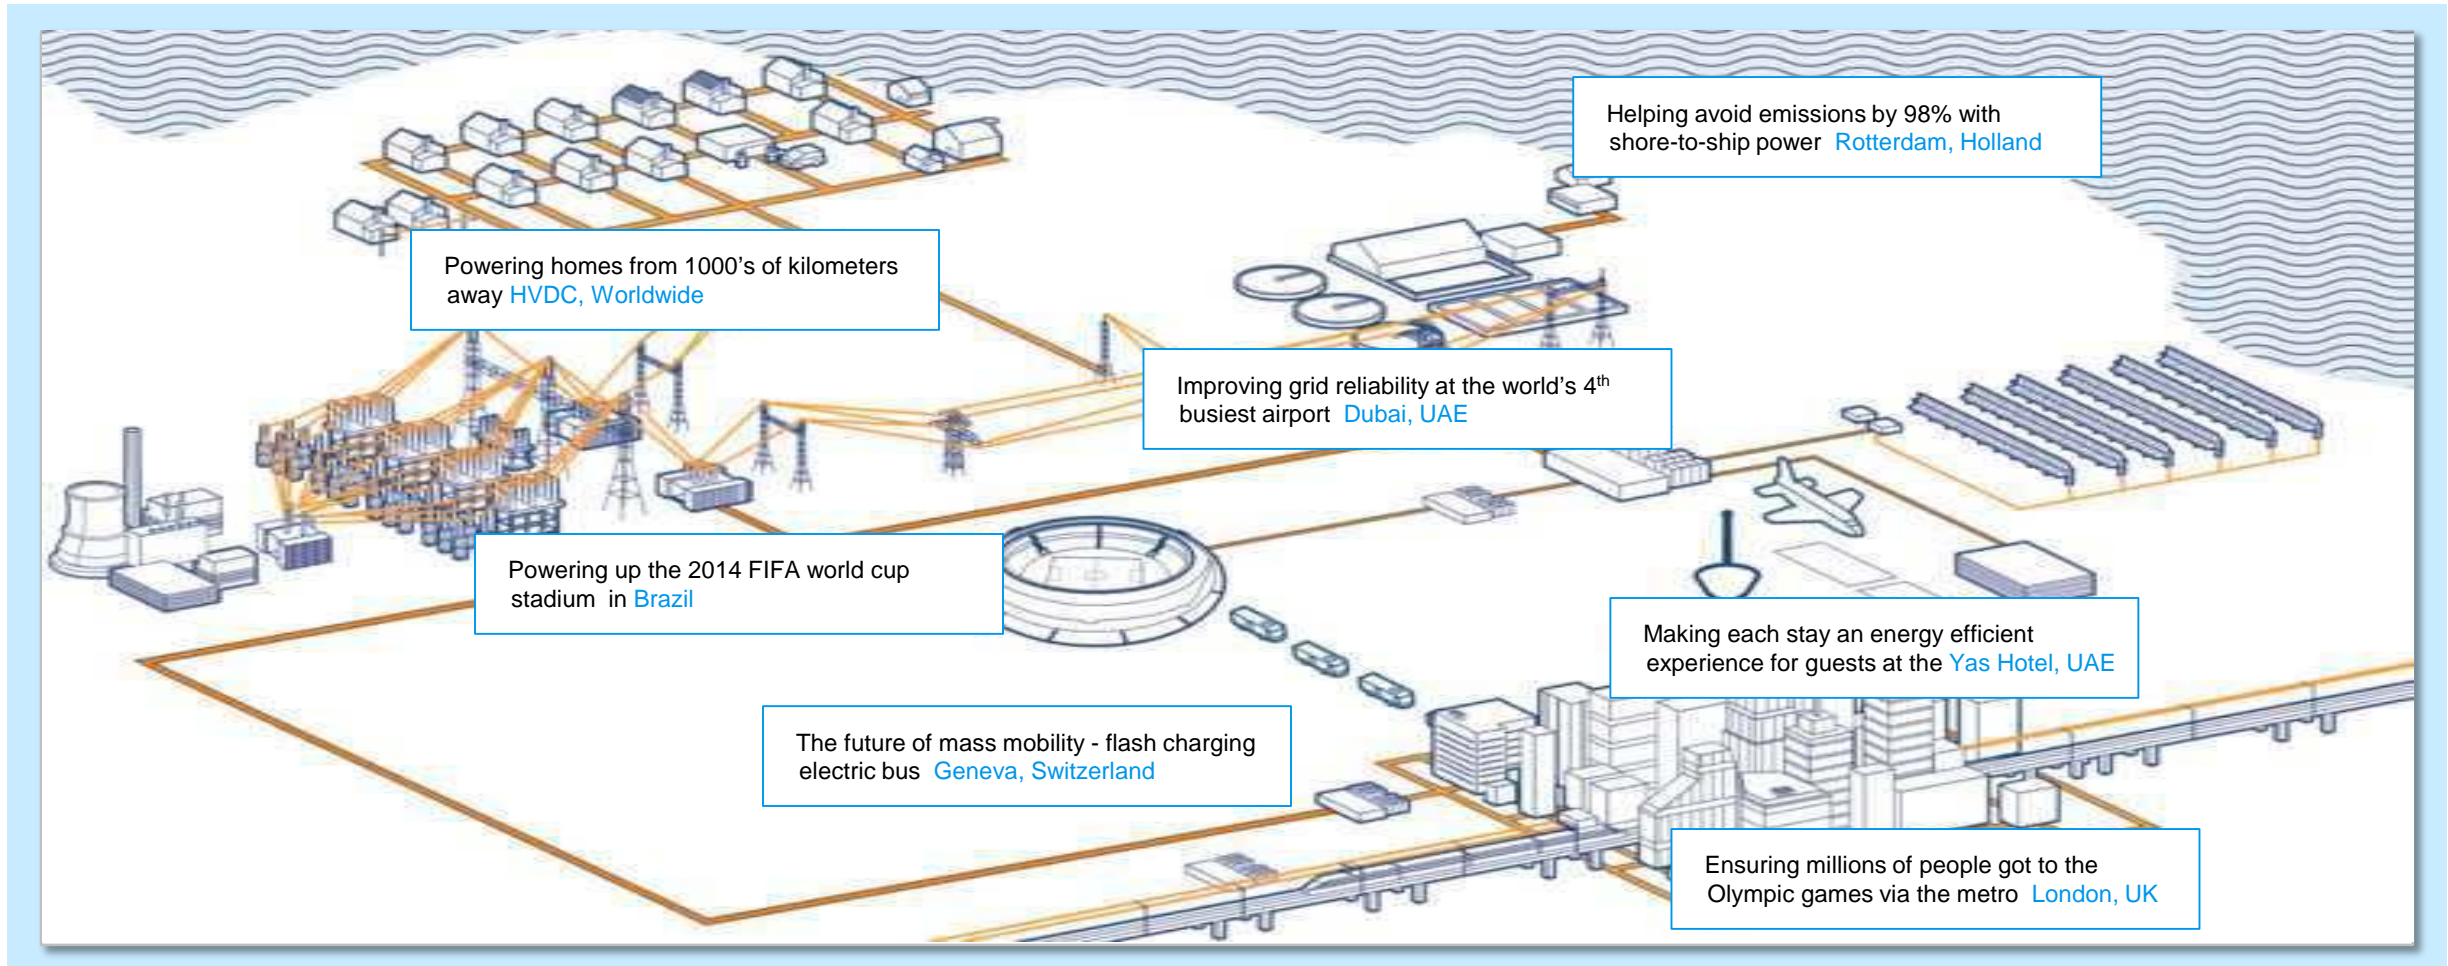 Helping avoid emissions by 98% with
shore-to-ship power Rotterdam, Holland
Powering homes from 1000’s of kilometers
away HVDC, Worldwide
Improving grid reliability at the world’s 4th
busiest airport Dubai, UAE
Powering up the 2014 FIFA world cup
stadium in Brazil
Making each stay an energy efficient
experience for guests at the Yas Hotel, UAE
The future of mass mobility - flash charging
electric bus Geneva, Switzerland
Ensuring millions of people got to the
Olympic games via the metro London, UK